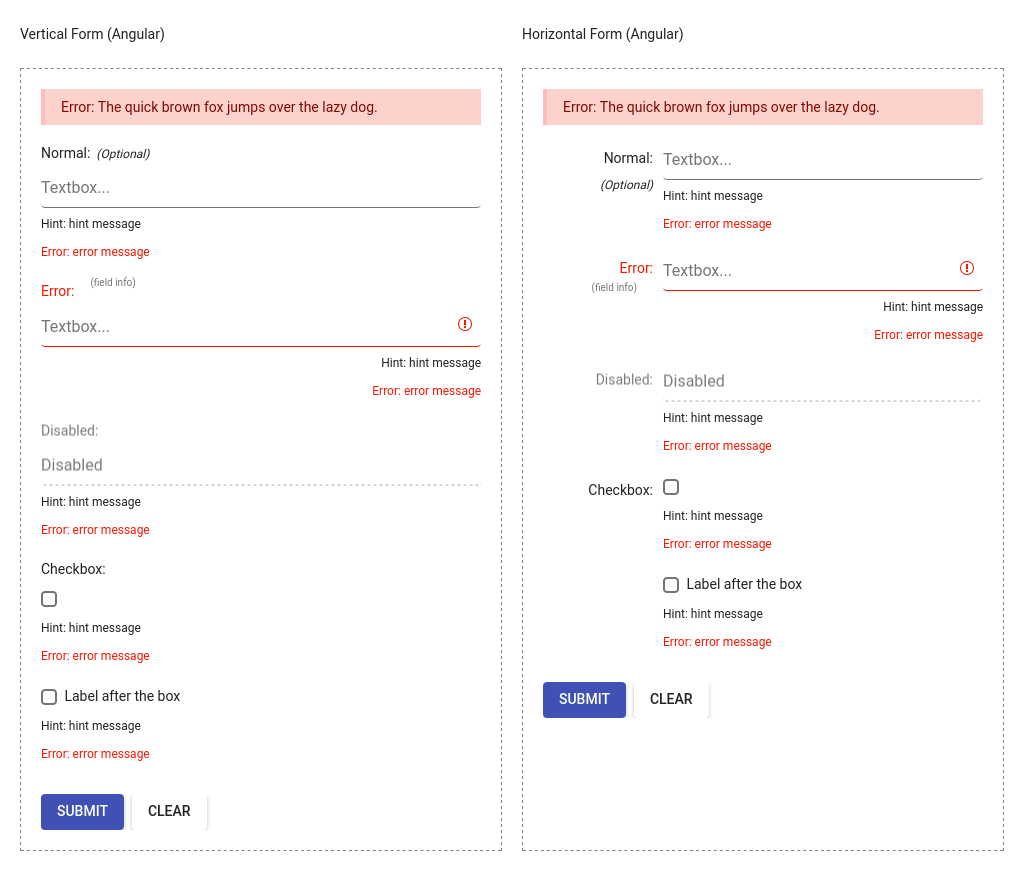 Vertical Form (Angular)
Error: The quick brown fox jumps over the lazy dog.
Normal: (Optional)
Textbox...
Hint: hint message
Error: error message
Error: (field info)
Textbox...
Hint: hint message
Error: error message
Disabled:
Disabled
Hint: hint message
Error: error message
Checkbox:
Hint: hint message
Error: error message
Label after the box
Hint: hint message
Error: error message
SUBMIT CLEAR
Horizontal Form (Angular)
Error: The quick brown fox jumps over the lazy dog.
Normal: Textbox...
(Optional)
Hint: hint message
Error: error message
Error: Textbox...
(field info)
Hint: hint message
Error: error message
Disabled: Disabled
Hint: hint message
Error: error message
Checkbox:
Hint: hint message
Error: error message
Label after the box
Hint: hint message
Error: error message
SUBMIT CLEAR